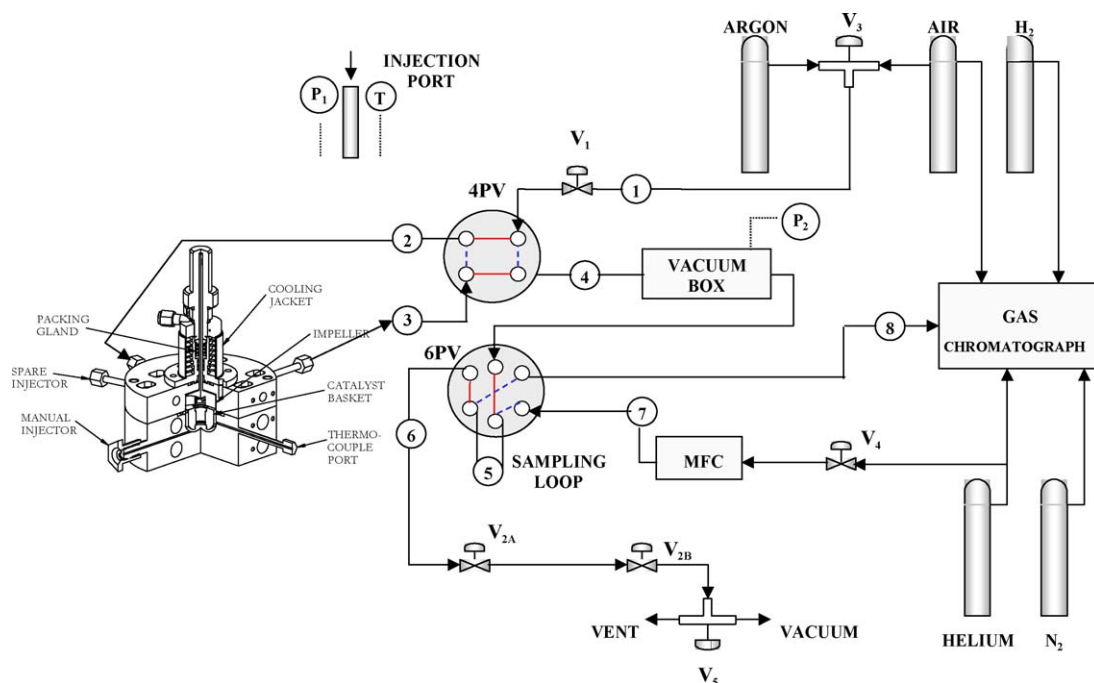 ARGON
V3
AIR
H2
INJECTION
PORT
P1
T
V1
4PV
1
P2
2
4
VACUUM
BOX
COOLING
JACKET
PACKING
GLAND
IMPELLER
3
8
GAS
CHROMATOGRAPH
6PV
SPARE
INJECTOR
CATALYST
BASKET
7
MANUAL
INJECTOR
THERMO-
COUPLE
PORT
6
V4
5
SAMPLING
LOOP
MFC
V2A
V2B
VENT
VACUUM
HELIUM
N2
V5